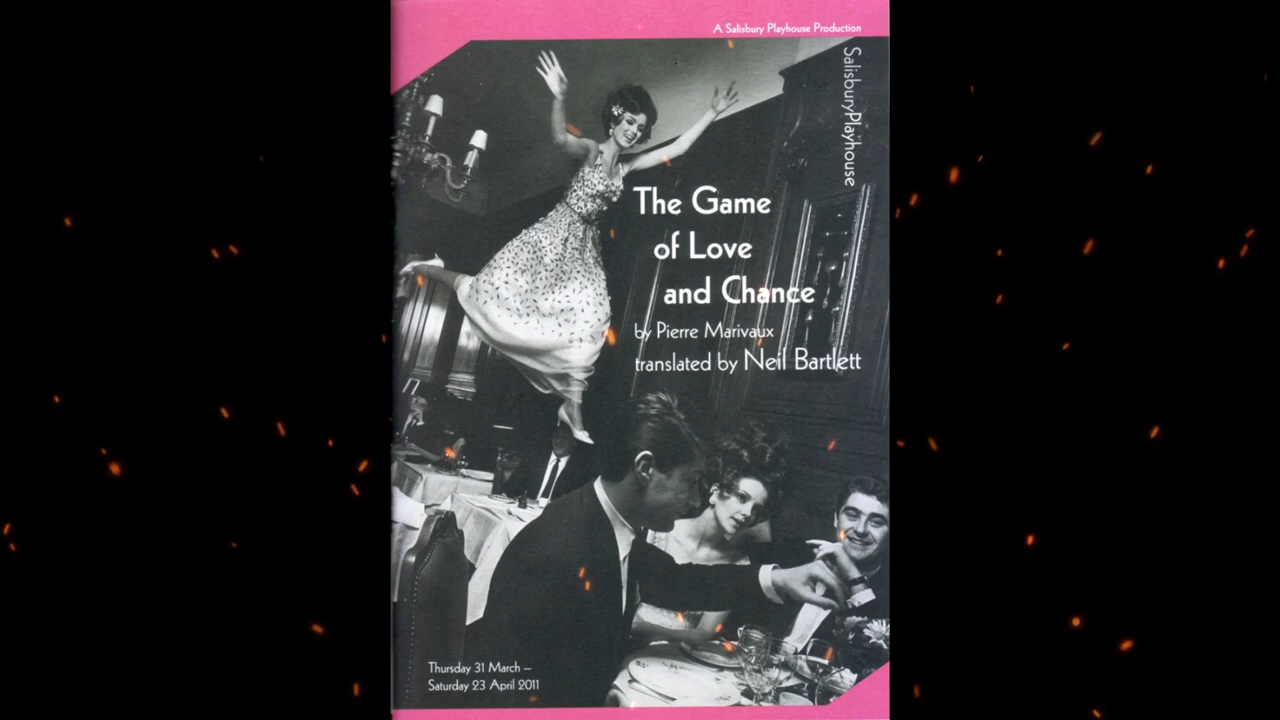 A Salisbury Playhouse Production
SalisburyPlayhouse
The Game
of Love
and Chance
by Pierre Marivaux
translated by Neil Bartlett
Thursday 31 March –
Saturday 23 April 2011